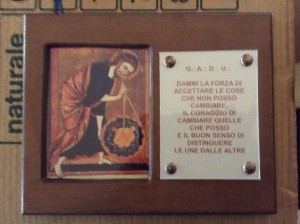 G.·. A.·. D.·. U.·.
DAMMI LA FORZA DI
ACCETTARE LE COSE
CHE NON POSSO
CAMBIARE,
IL CORAGGIO DI
CAMBIARE QUELLE
CHE POSSO
E IL BUON SENSO DI
DISTINGUERE
LE UNE DALLE ALTRE
naturale